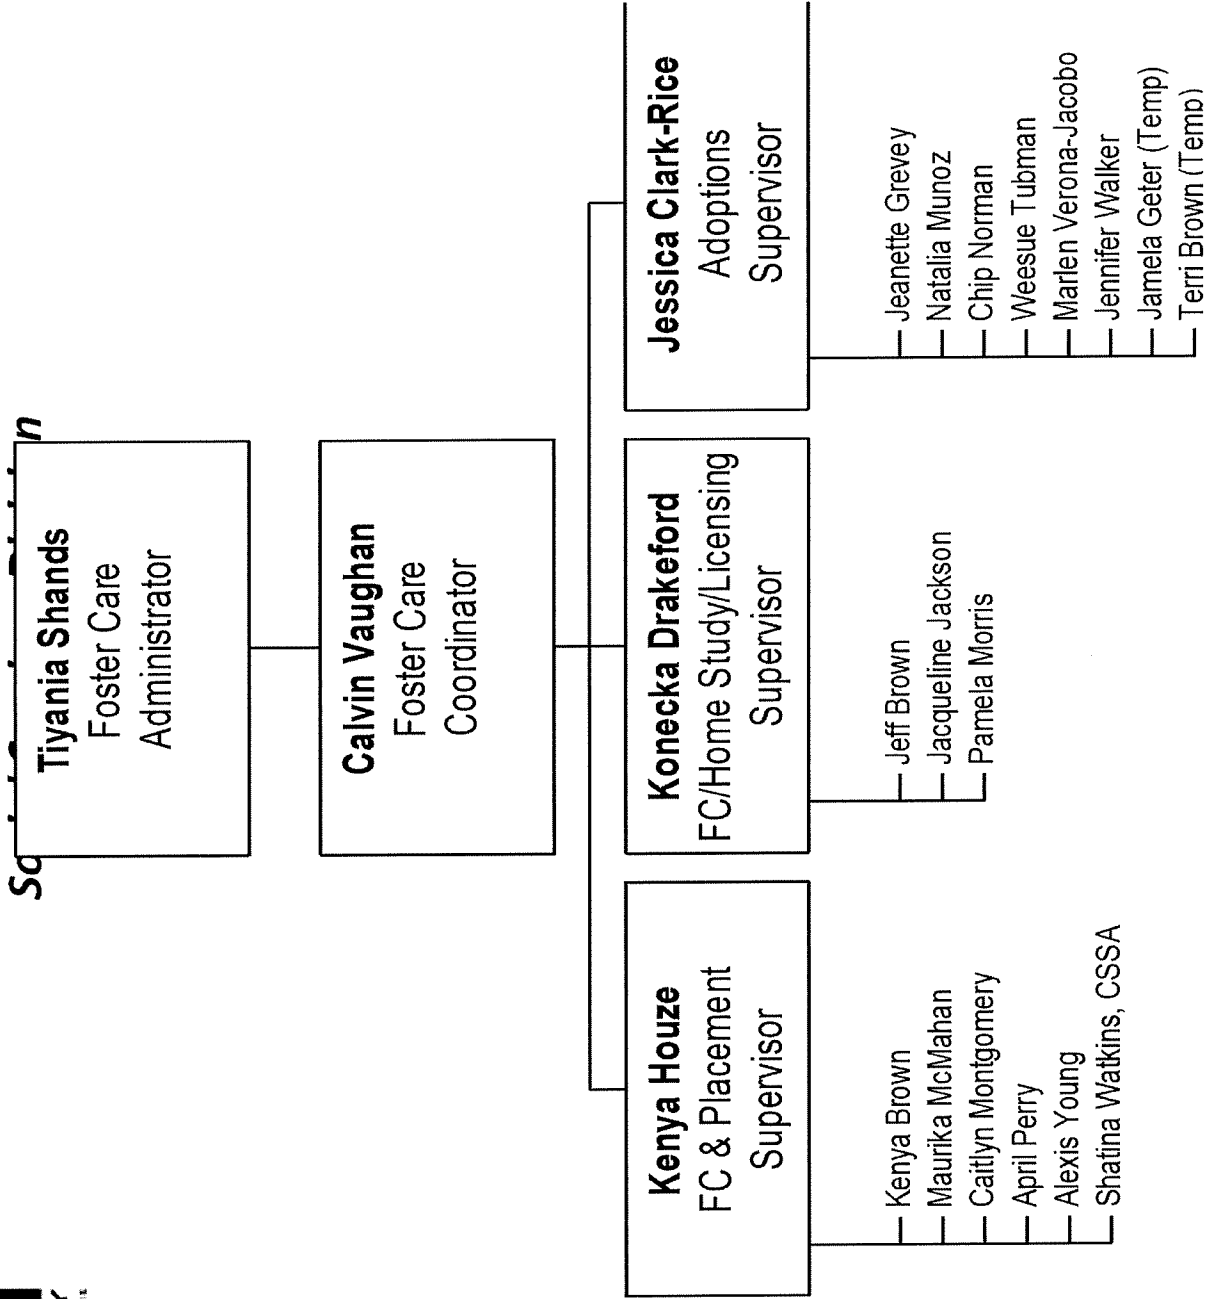 Tiyania Shands
Foster Care
Administrator
Calvin Vaughan
Foster Care
Coordinator
Kenya Houze
FC & Placement
Supervisor
Kenya Brown
Maurika McMahan
Caitlyn Montgomery
April Perry
Alexis Young
Shatina Watkins, CSSA
Konecka Drakeford
FC/Home Study/Licensing
Supervisor
Jeff Brown
Jacqueline Jackson
Pamela Morris
Jessica Clark-Rice
Adoptions
Supervisor
Jeanette Grevey
Natalia Munoz
Chip Norman
Weesue Tubman
Marlen Verona-Jacobo
Jennifer Walker
Jamela Geter (Temp)
Terri Brown (Temp)